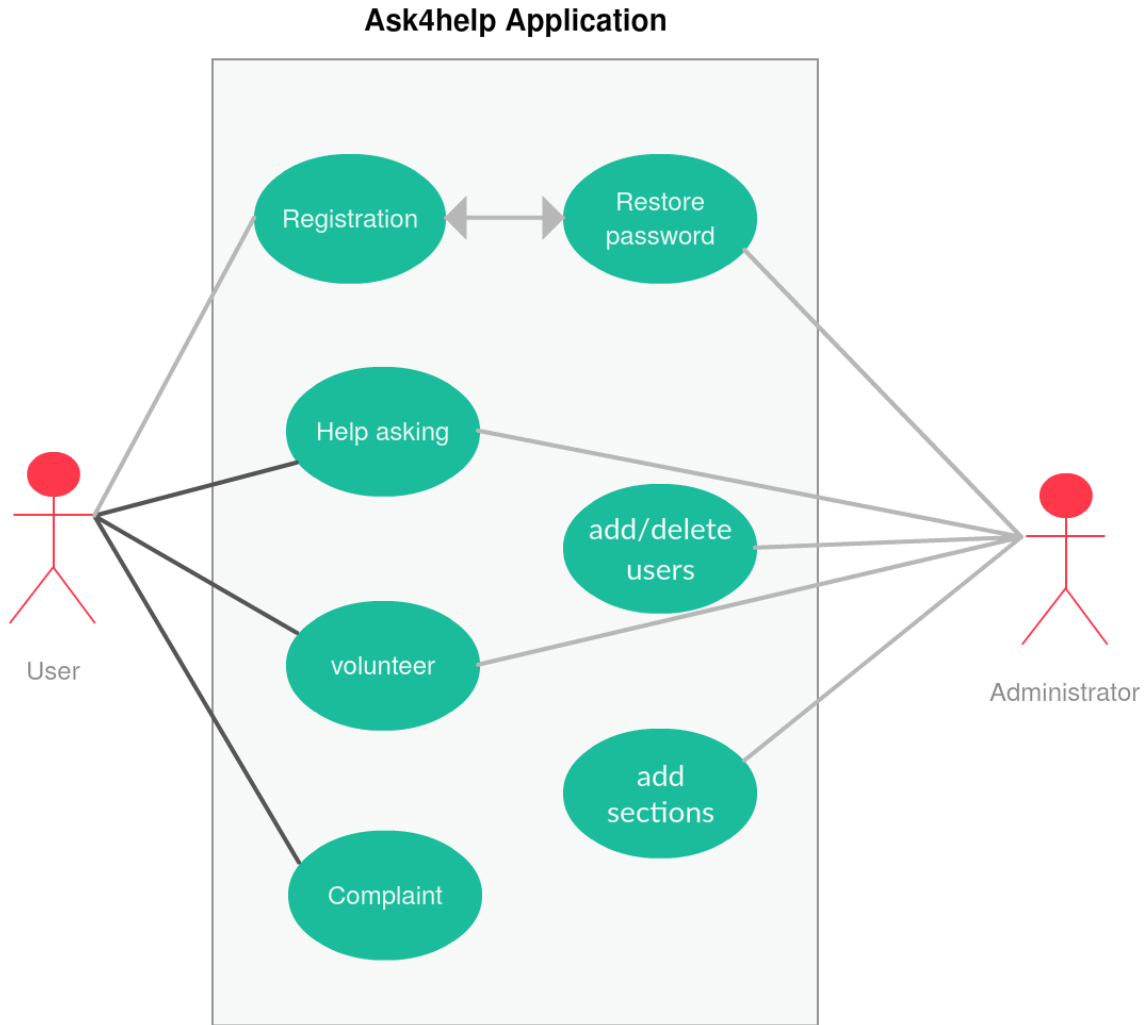 Ask4help Application
Registration
Restore
password
Help asking
add/delete
users
User
volunteer
Administrator
add
sections
Complaint